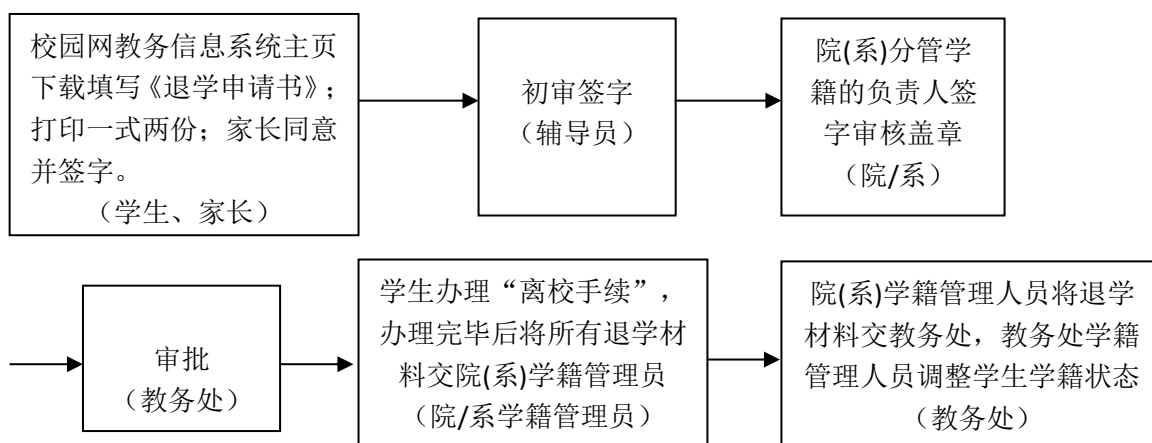 校园网教务信息系统主页
下载填写《退学申请书》；
打印一式两份；家长同意
并签字。
（学生、家长）
初审签字
（辅导员）
院(系)分管学
籍的负责人签
字审核盖章
（院/系）
审批
（教务处）
学生办理“离校手续”，
办理完毕后将所有退学材
料交院(系)学籍管理员
（院/系学籍管理员）
院(系)学籍管理人员将退学
材料交教务处，教务处学籍
管理人员调整学生学籍状态
（教务处）